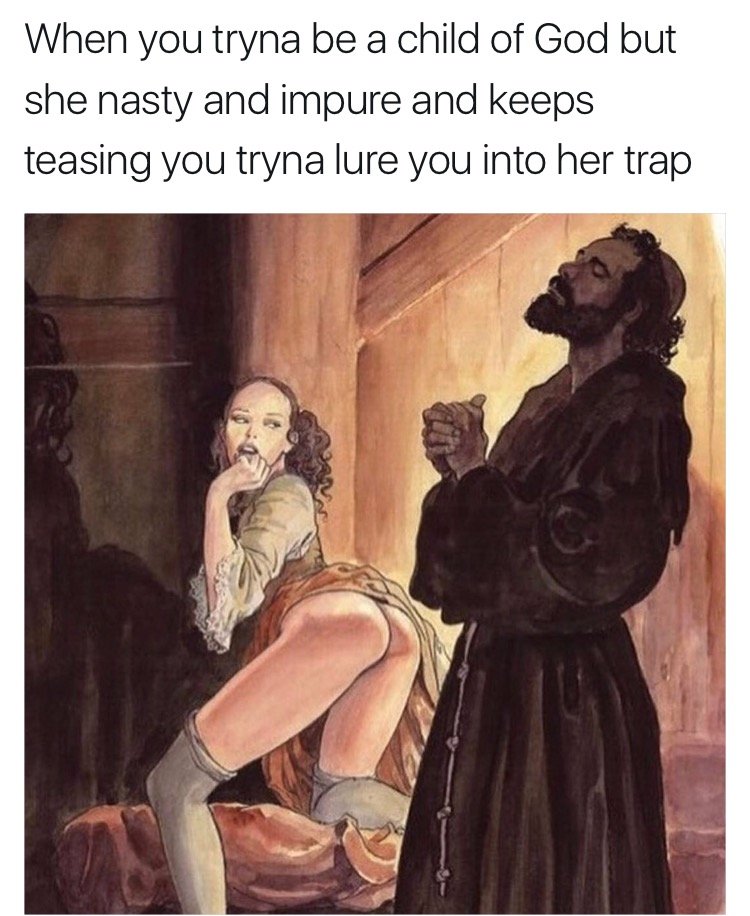 When you tryna be a child of God but
she nasty and impure and keeps
teasing you tryna lure you into her trap